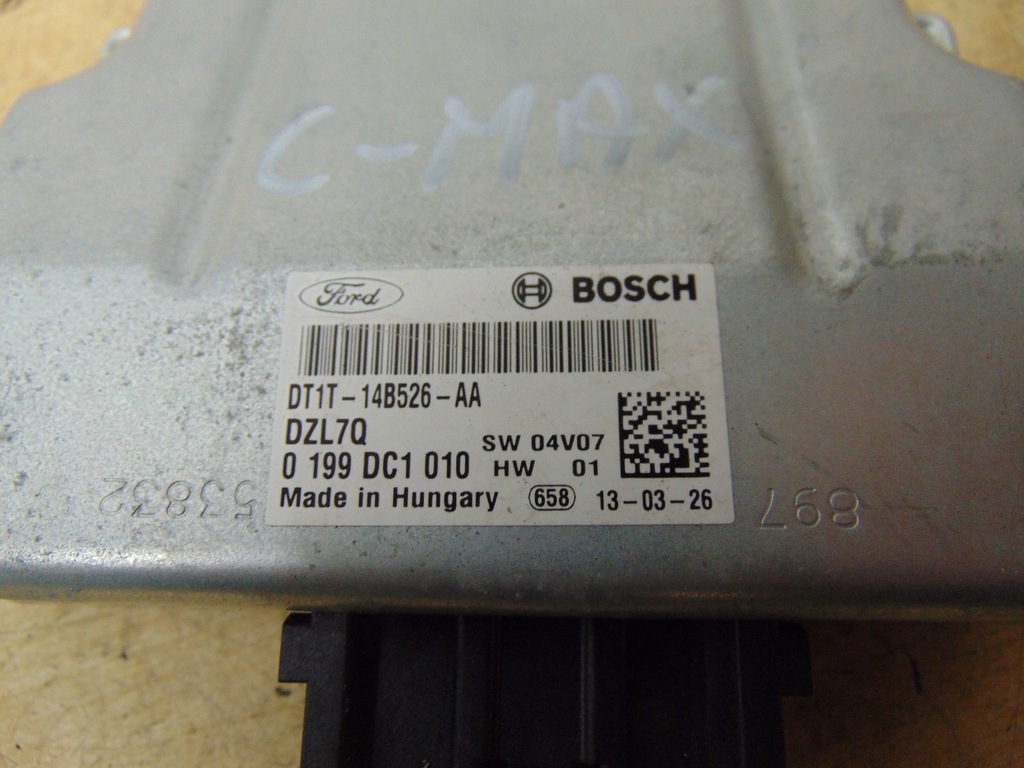 C-MAX
Ford BOSCH
DT1T-14B526-AA
DZL7Q
SW 04V07
0 199 DC1 010 HW 01
Made in Hungary 658 13-03-26
53832 897